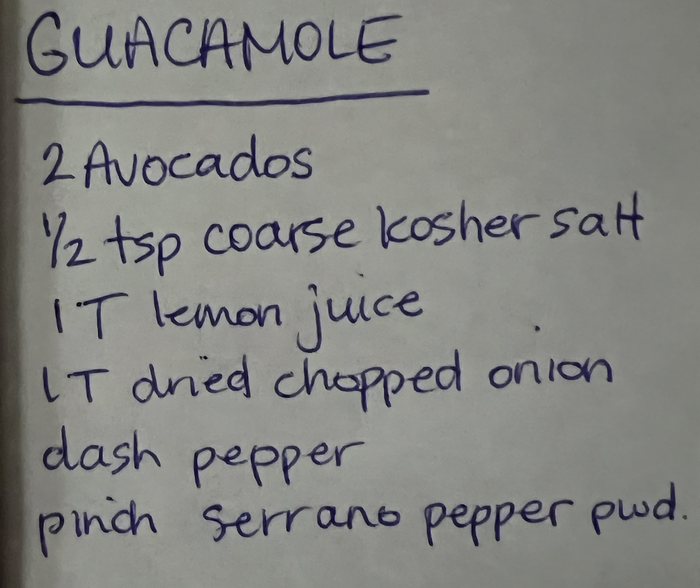 GUACAMOLE
2 Avocados
1/2 tsp coarse kosher salt
1 T lemon juice
1 T dried chopped onion
dash pepper
pinch serrano pepper pwd.